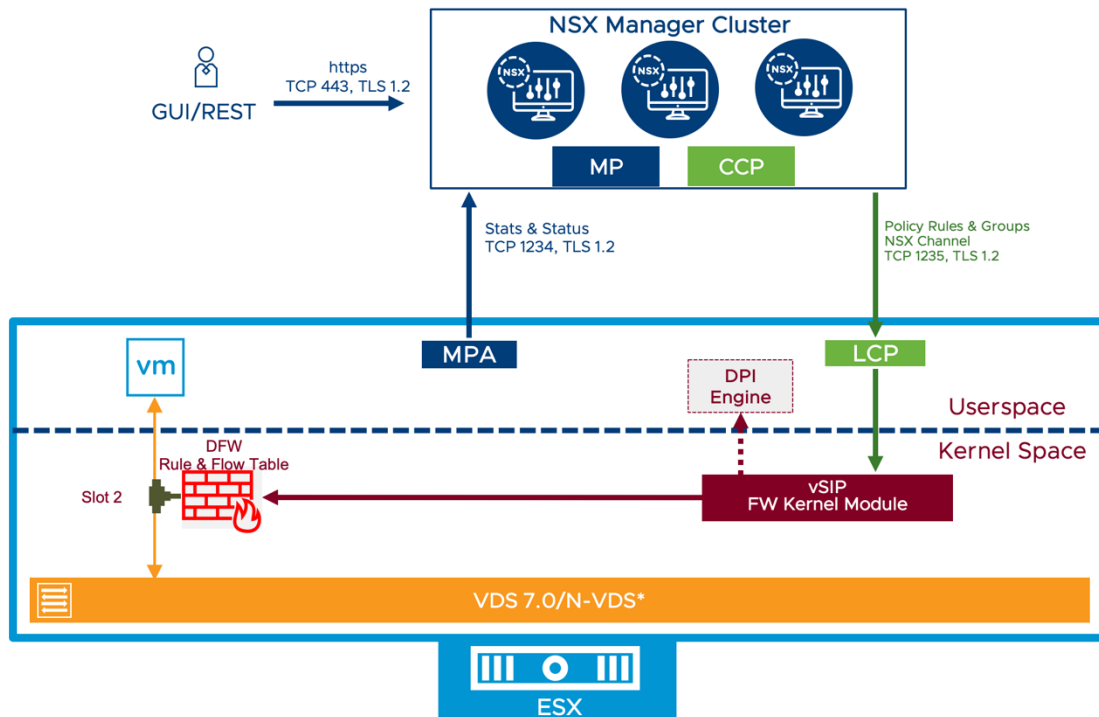 NSX Manager Cluster
NSX
NSX
NSX
https
TCP 443, TLS 1.2
GUI/REST
MP
CCP
Stats & Status
TCP 1234, TLS 1.2
Policy Rules & Groups
NSX Channel
TCP 1235, TLS 1.2
vm
MPA
LCP
DPI
Engine
Userspace
Kernel Space
DFW
Rule & Flow Table
Slot 2
vSIP
FW Kernel Module
VDS 7.0/N-VDS*
ESX